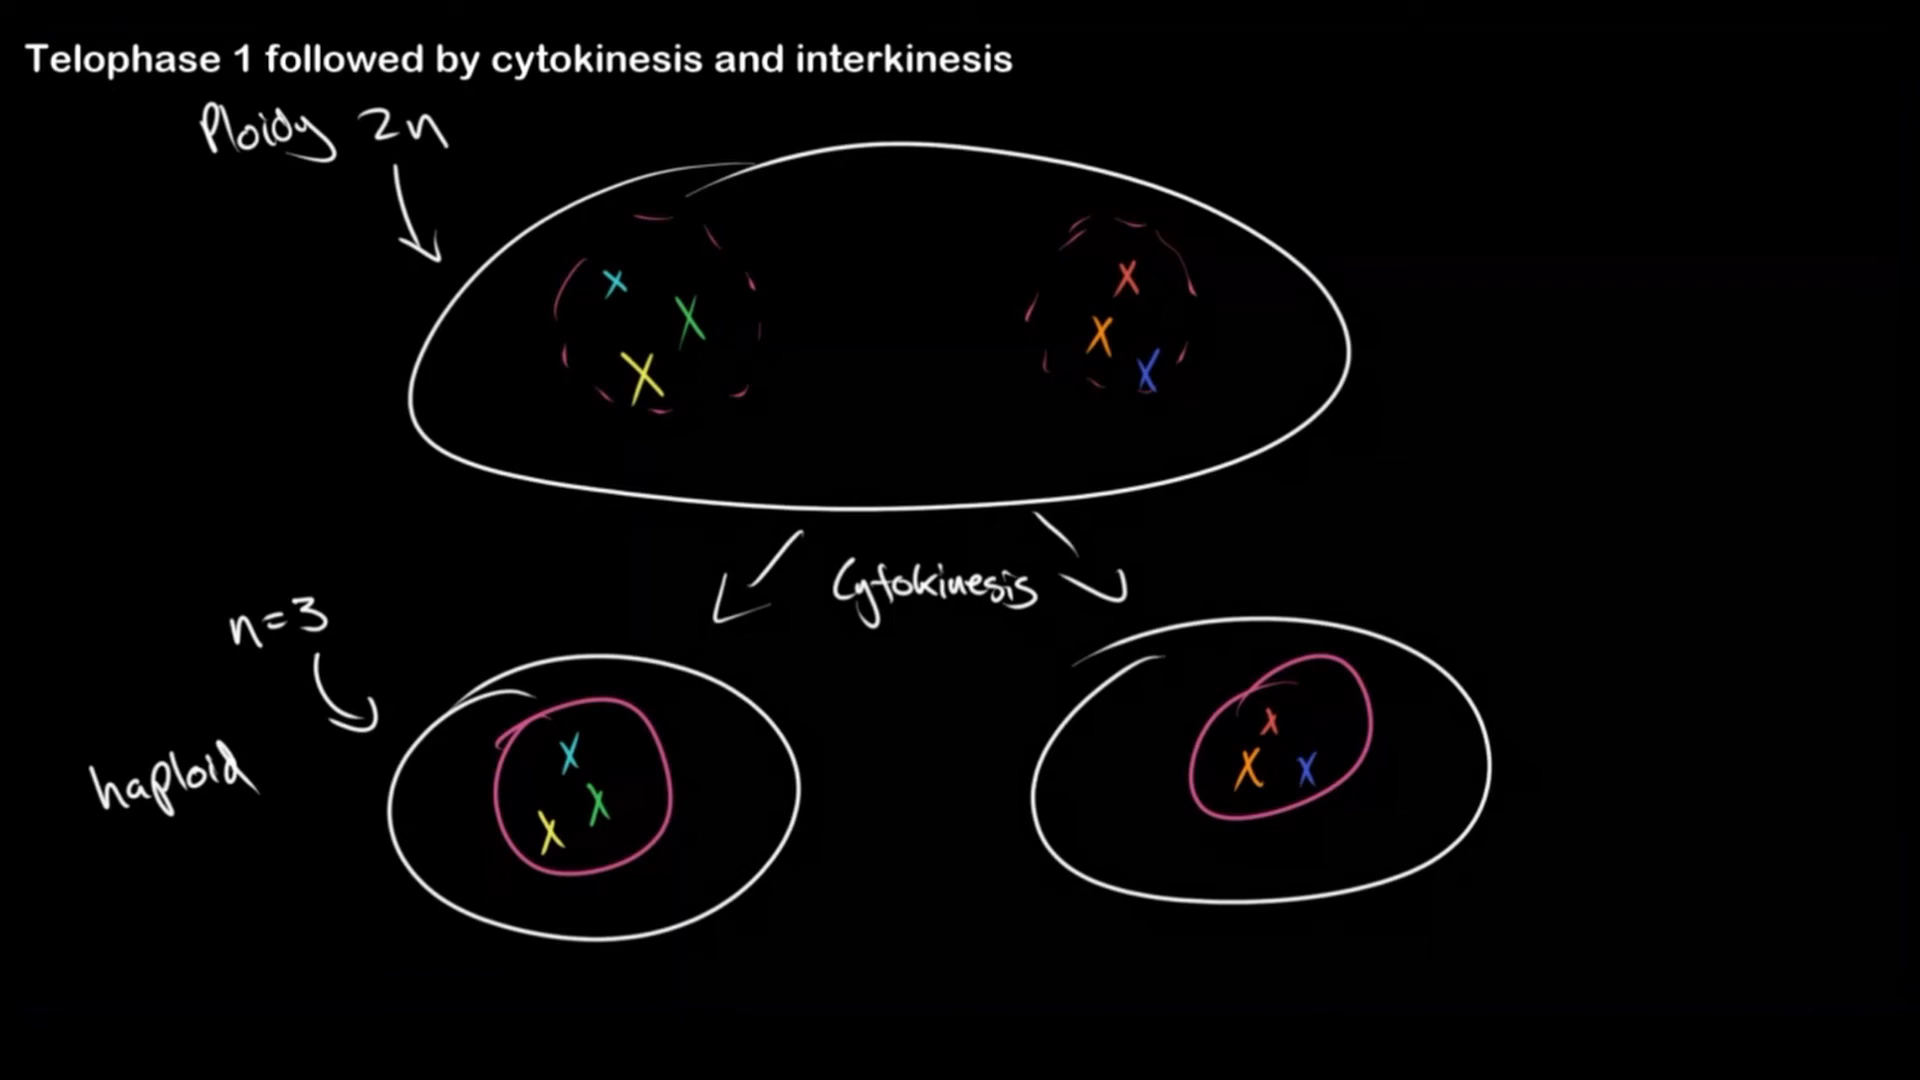 Telophase 1 followed by cytokinesis and interkinesis
Ploidy 2n
Cytokinesis
n=3
haploid